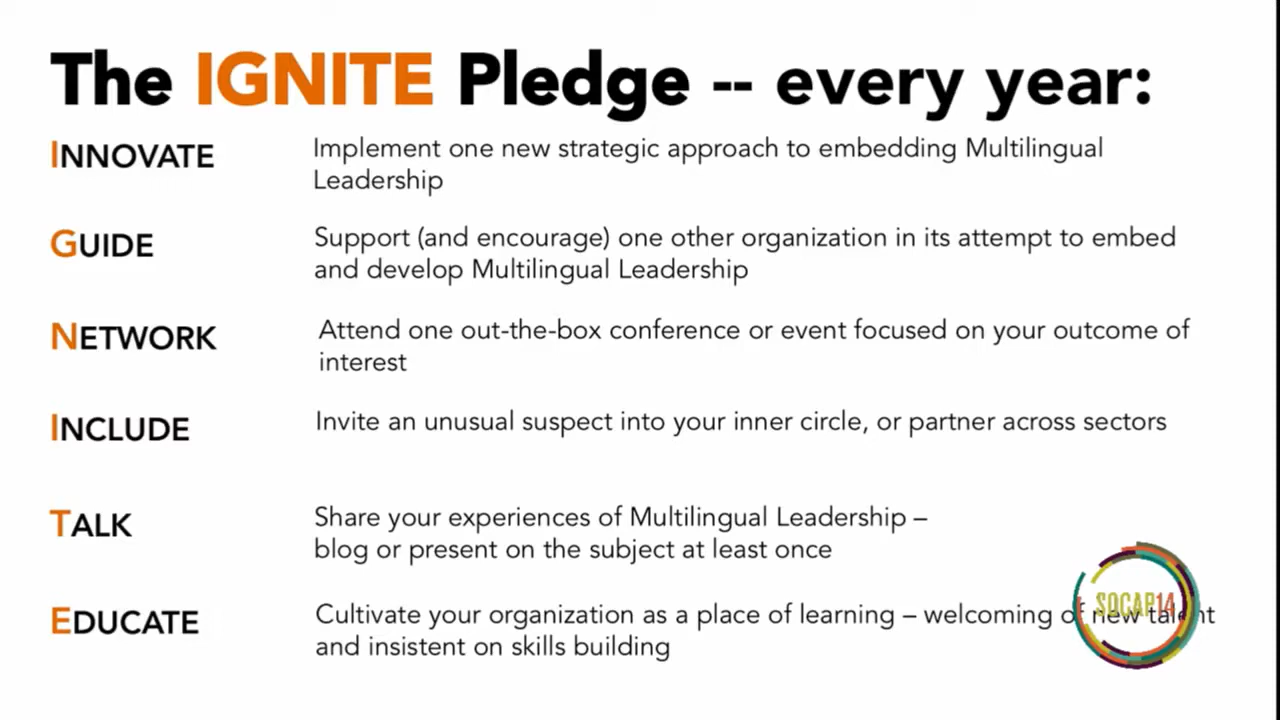 The IGNITE Pledge -- every year:
INNOVATE
Implement one new strategic approach to embedding Multilingual
Leadership
GUIDE
Support (and encourage) one other organization in its attempt to embed
and develop Multilingual Leadership
NETWORK
Attend one out-the-box conference or event focused on your outcome of
interest
INCLUDE
Invite an unusual suspect into your inner circle, or partner across sectors
TALK
Share your experiences of Multilingual Leadership –
blog or present on the subject at least once
EDUCATE
Cultivate your organization as a place of learning – welcoming of new talent
and insistent on skills building
SOCAP14